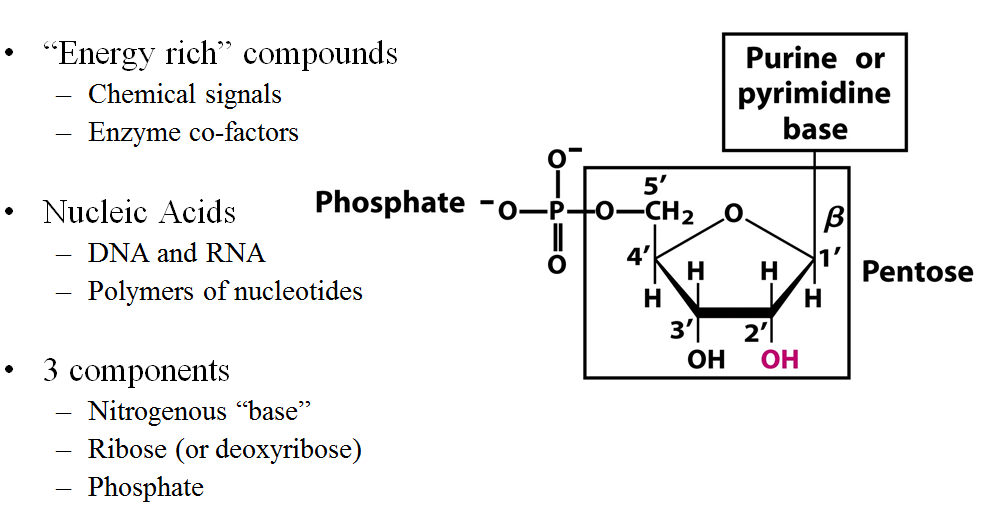 • “Energy rich” compounds
– Chemical signals
– Enzyme co-factors
• Nucleic Acids
– DNA and RNA
– Polymers of nucleotides
• 3 components
– Nitrogenous “base”
– Ribose (or deoxyribose)
– Phosphate
Purine or
pyrimidine
base
O−
5′
Phosphate −O—P—O—CH₂ O β
O 4′ H H 1′
H H
Pentose
3′ 2′
OH OH